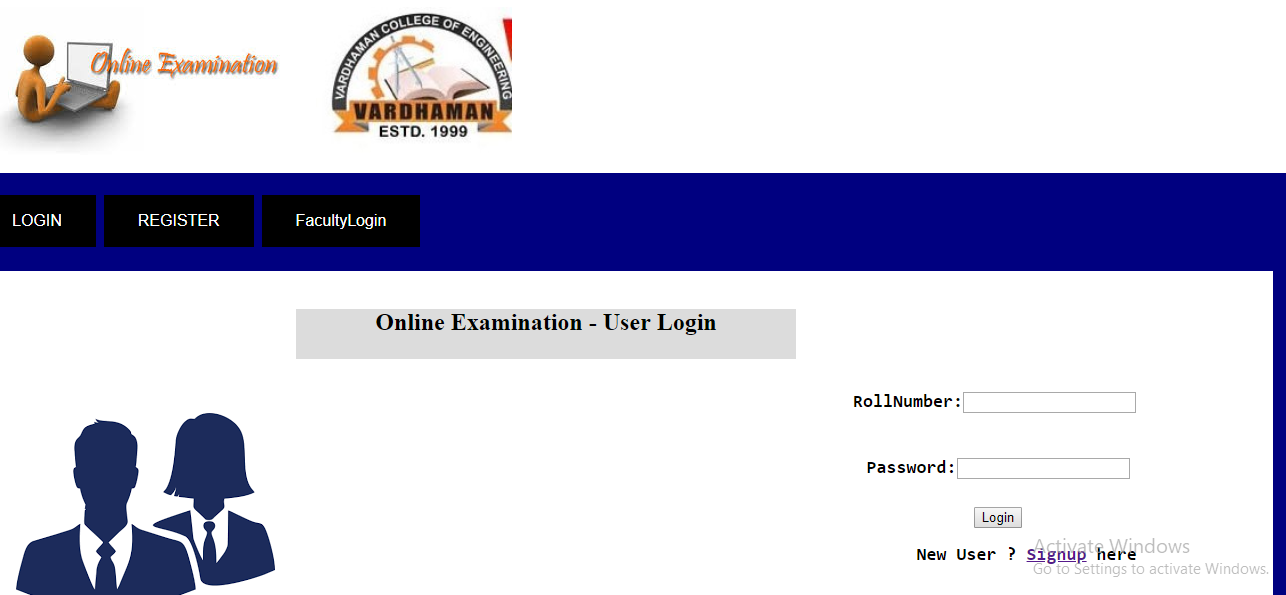 Online Examination
VARDHAMAN COLLEGE OF ENGINEERING
VARDHAMAN
ESTD. 1999
LOGIN
REGISTER
FacultyLogin
Online Examination - User Login
RollNumber:
Password:
Login
New User ? Signup here
Activate Windows
Go to Settings to activate Windows.